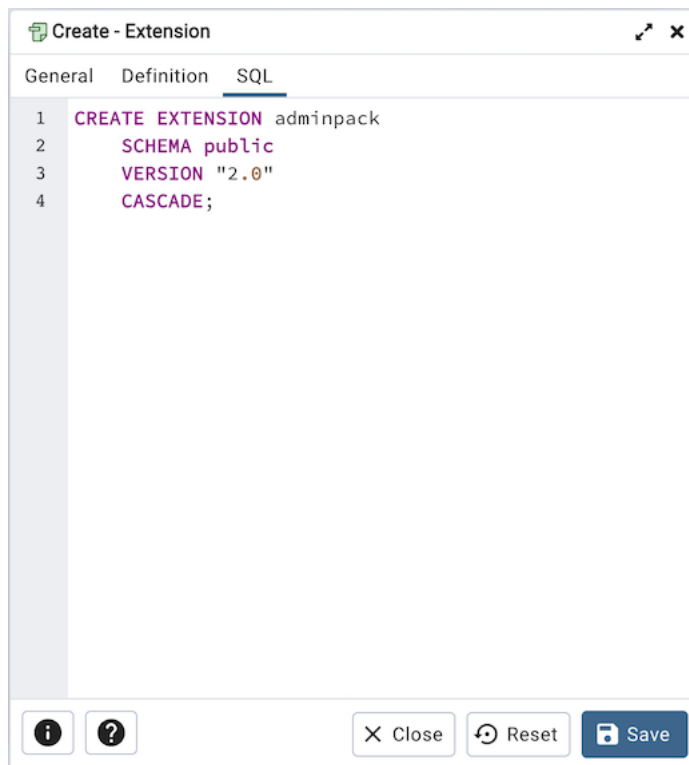 Create - Extension
General Definition SQL
1 CREATE EXTENSION adminpack
2 SCHEMA public
3 VERSION "2.0"
4 CASCADE;
Close Reset Save